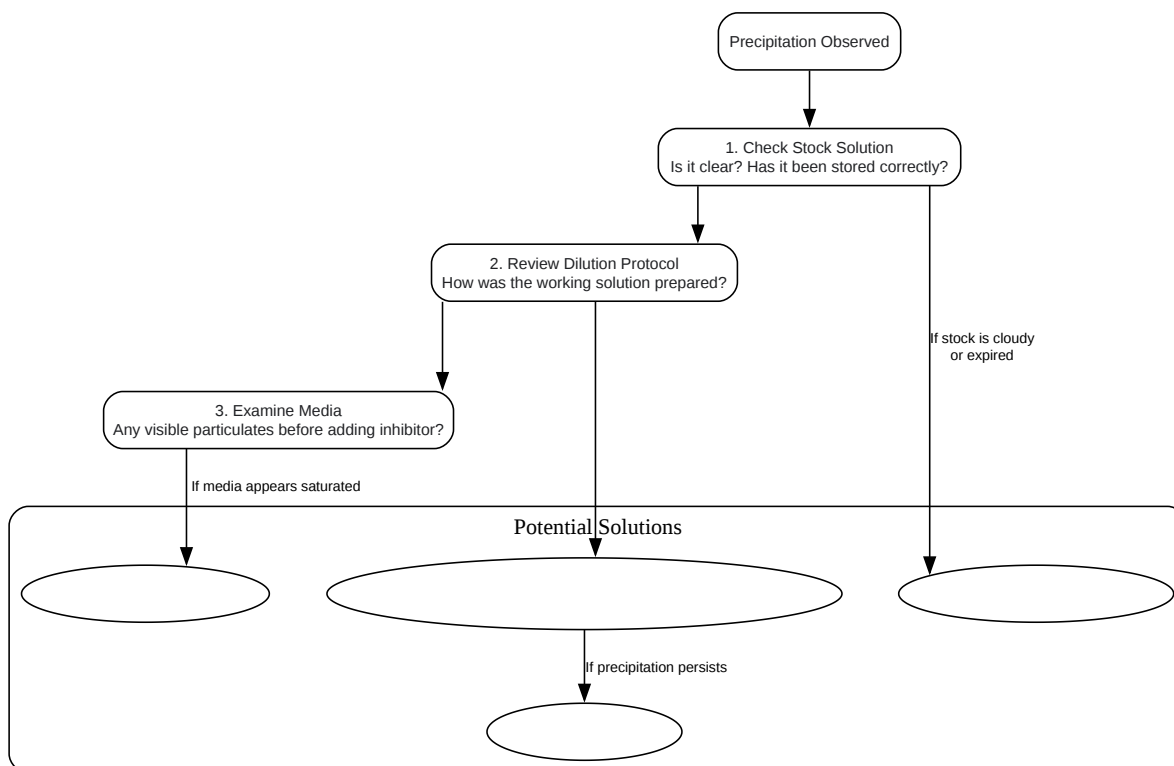 Precipitation Observed
1. Check Stock Solution
Is it clear? Has it been stored correctly?
2. Review Dilution Protocol
How was the working solution prepared?
If stock is cloudy
or expired
3. Examine Media
Any visible particulates before adding inhibitor?
If media appears saturated
Potential Solutions
If precipitation persists